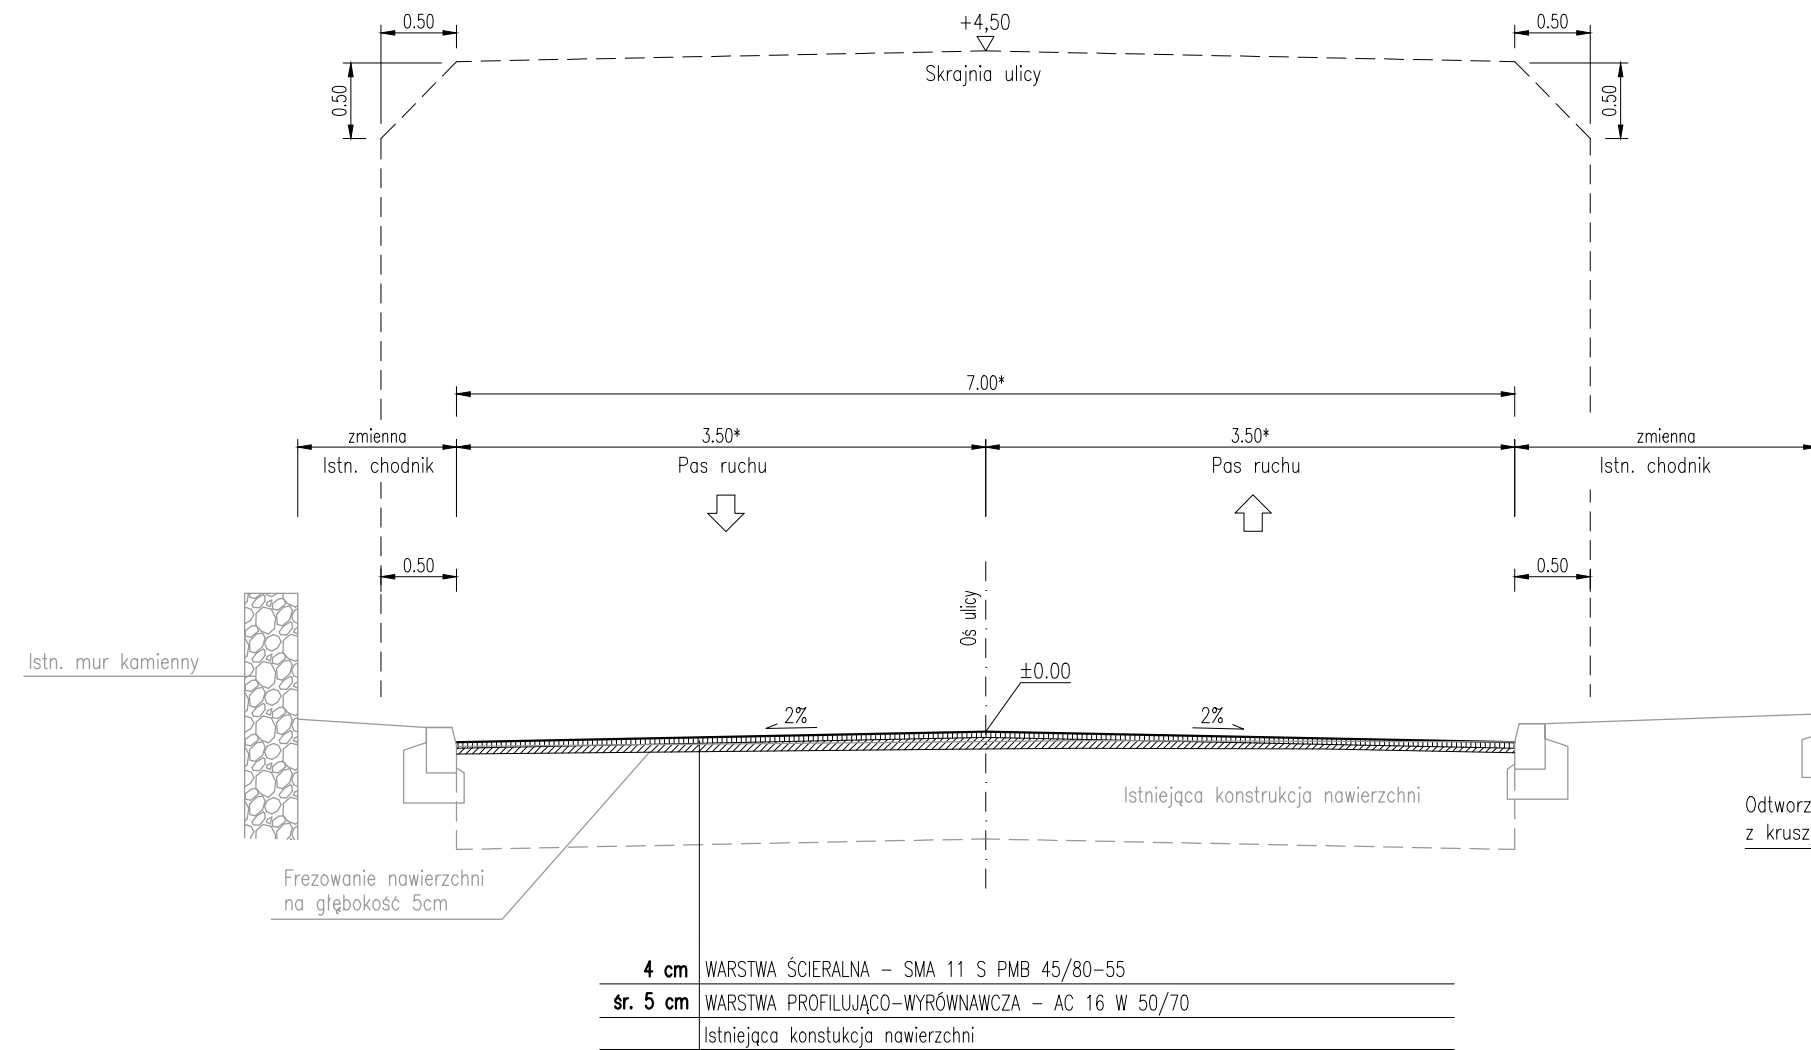 0.50
+4,50
0.50
Skrajnia ulicy
0.50
0.50
7.00*
zmienna
3.50*
3.50*
zmienna
Istn. chodnik
Pas ruchu
Pas ruchu
Istn. chodnik
0.50
0.50
Oś ulicy
Istn. mur kamienny
±0.00
2%
2%
Istniejąca konstrukcja nawierzchni
Odtworz
z krusz
Frezowanie nawierzchni
na głębokość 5cm
4 cm WARSTWA ŚCIERALNA - SMA 11 S PMB 45/80-55
śr. 5 cm WARSTWA PROFILUJĄCO-WYRÓWNAWCZA - AC 16 W 50/70
Istniejąca konstukcja nawierzchni